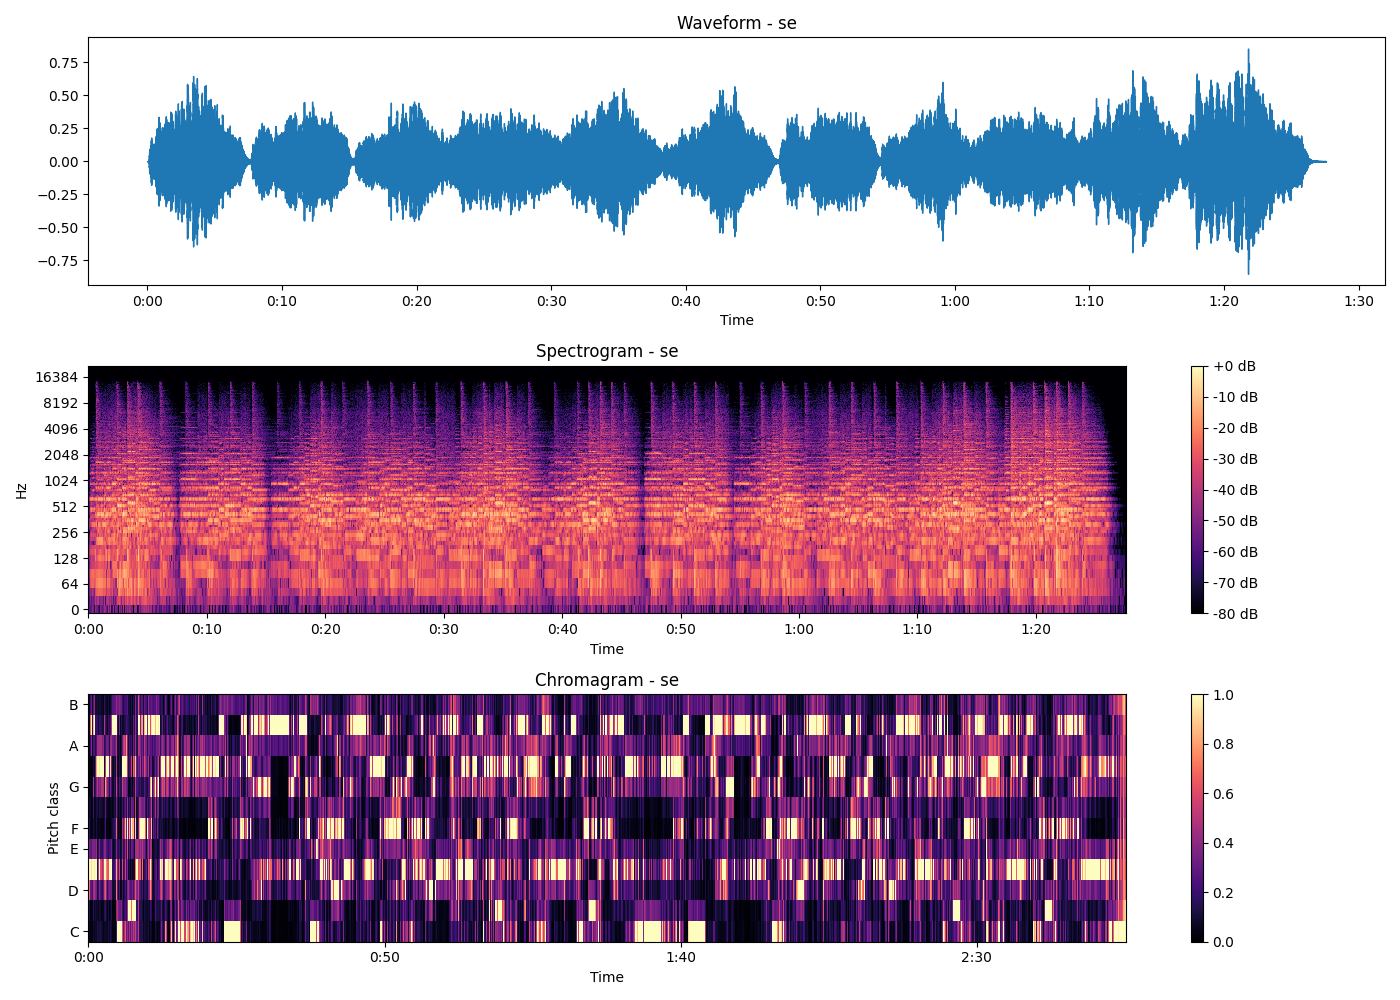 Waveform - se
0.75
0.50
0.25
0.00
−0.25
−0.50
−0.75
0:00 0:10 0:20 0:30 0:40 0:50 1:00 1:10 1:20 1:30
Time
Spectrogram - se
Hz
16384
8192
4096
2048
1024
512
256
128
64
0
0:00 0:10 0:20 0:30 0:40 0:50 1:00 1:10 1:20
Time
+0 dB
-10 dB
-20 dB
-30 dB
-40 dB
-50 dB
-60 dB
-70 dB
-80 dB
Chromagram - se
Pitch class
B
A
G
F
E
D
C
0:00 0:50 1:40 2:30
Time
1.0
0.8
0.6
0.4
0.2
0.0